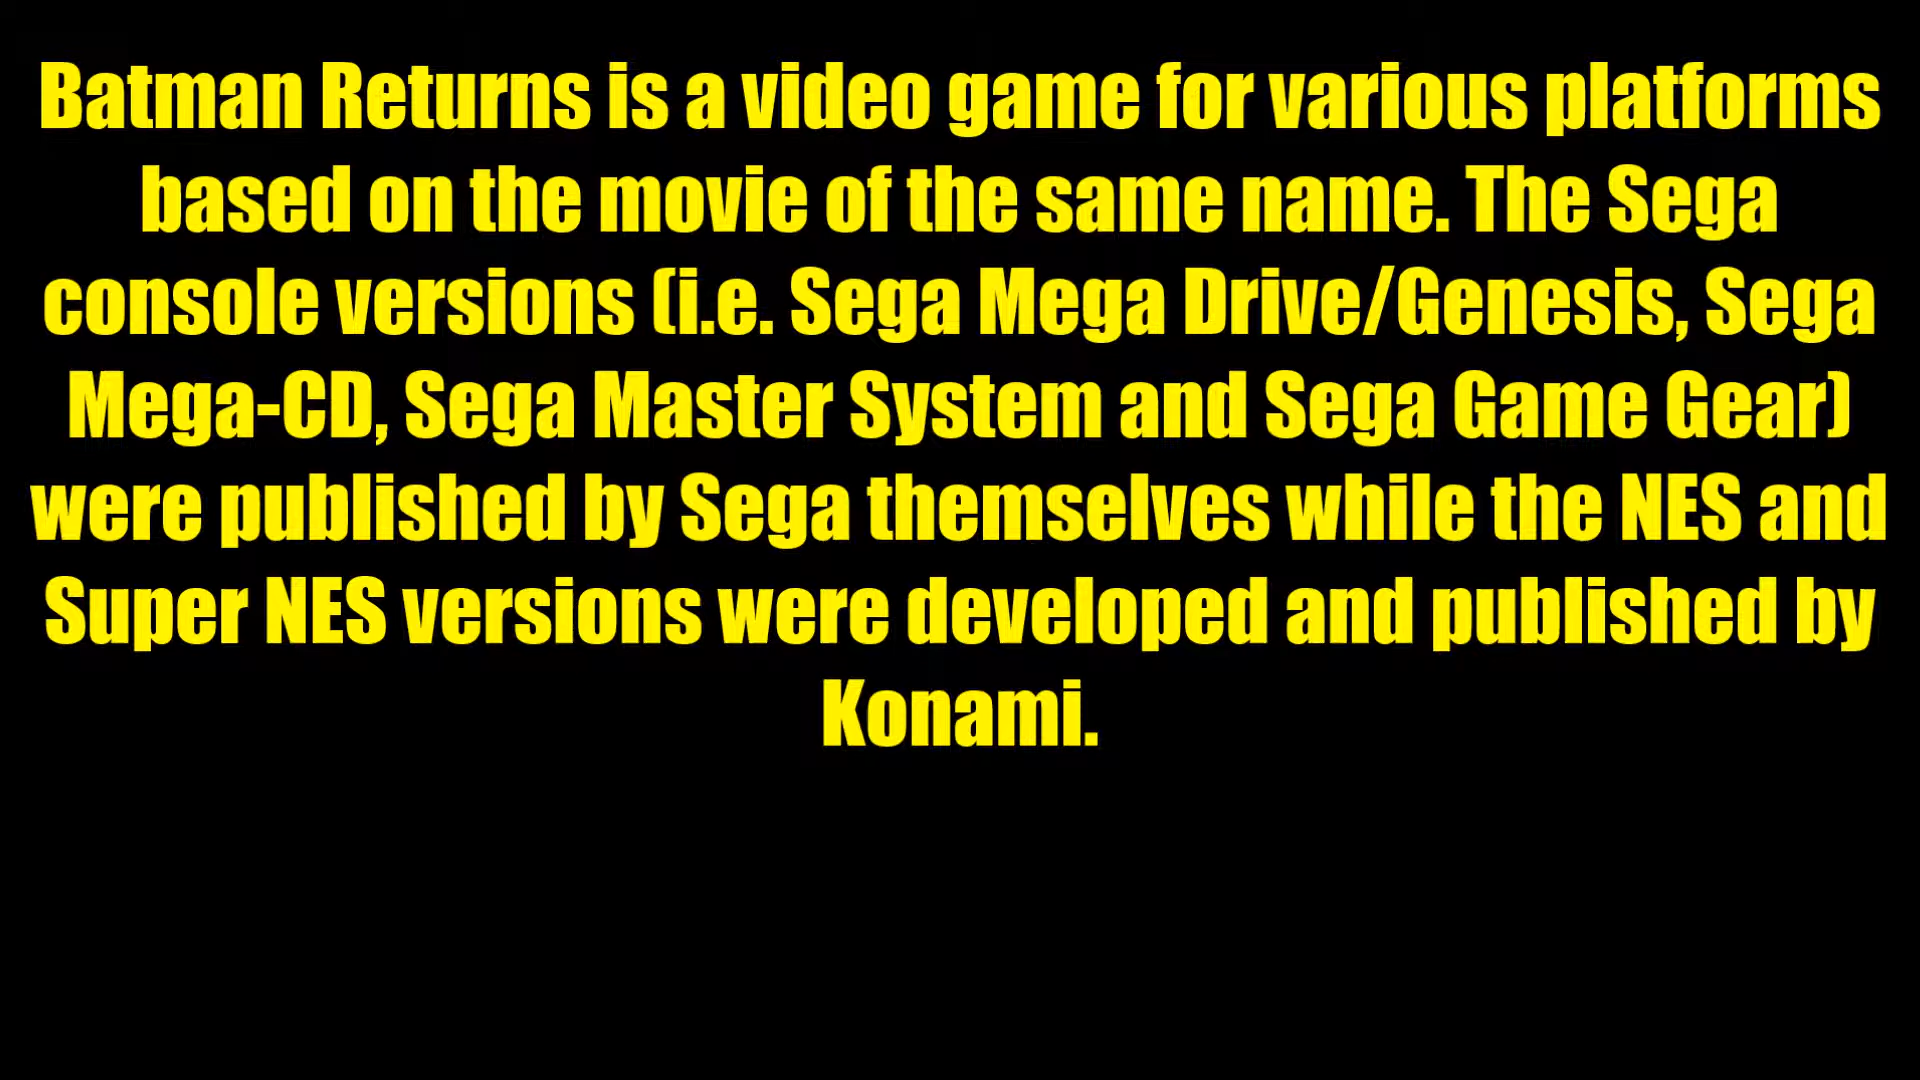 Batman Returns is a video game for various platforms
based on the movie of the same name. The Sega
console versions (i.e. Sega Mega Drive/Genesis, Sega
Mega-CD, Sega Master System and Sega Game Gear)
were published by Sega themselves while the NES and
Super NES versions were developed and published by
Konami.